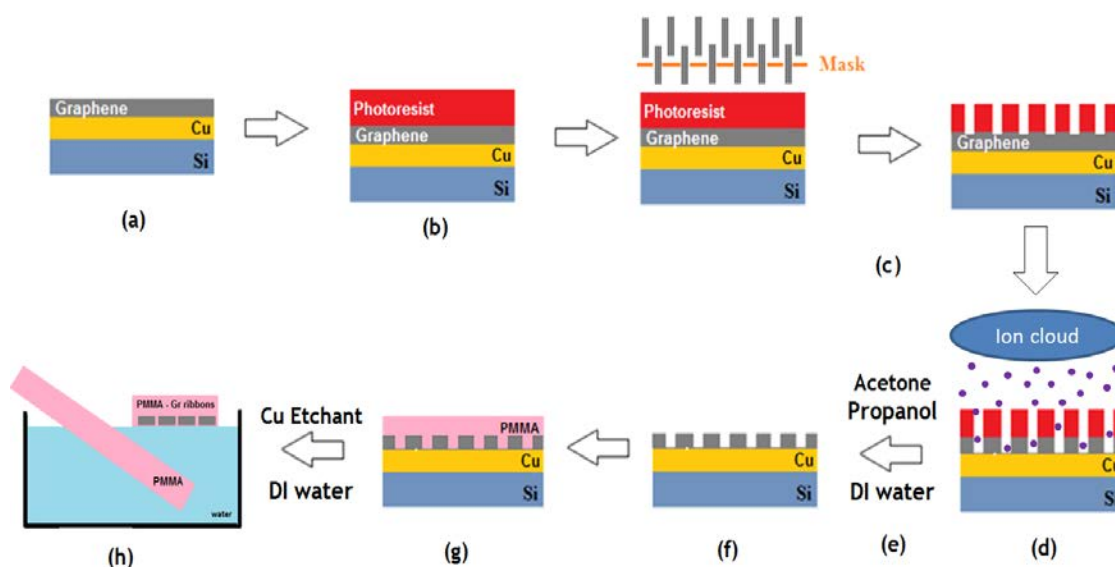 Mask
Graphene
Cu
Si
(a)
Photoresist
Graphene
Cu
Si
(b)
Photoresist
Graphene
Cu
Si
Graphene
Cu
Si
(c)
Ion cloud
Cu
S
(d)
Acetone
Propanol
DI water
(e)
Cu
Si
(f)
PMMA
Cu
Si
(g)
Cu Etchant
DI water
PMMA - Gr ribbons
PMMA
water
(h)